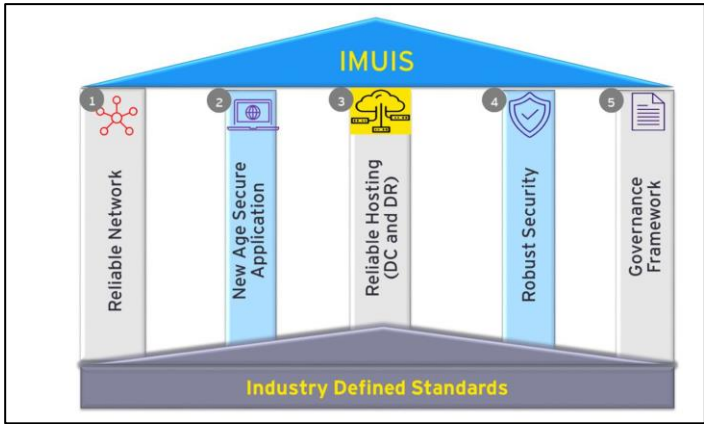 IMUIS
1
Reliable Network
2
New Age Secure
Application
3
Reliable Hosting
(DC and DR)
4
Robust Security
5
Governance
Framework
Industry Defined Standards